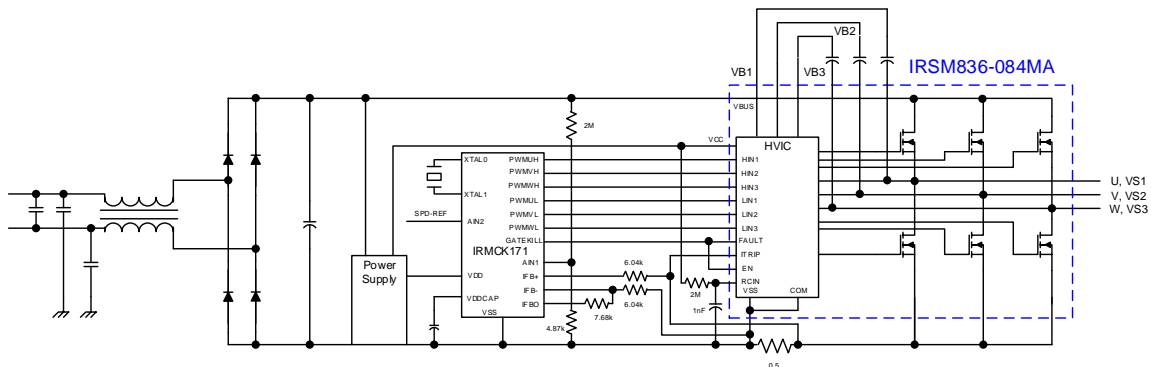 VB2
VB1
VB3
IRSM836-084MA
VBUS
2M
VCC
HVIC
XTAL0
XTAL1
SPD-REF
AIN2
IRMCK171
PWMUH
PWMVH
PWMWH
PWMUL
PWMVL
PWMWL
GATEKILL
AIN1
IFB+
IFB-
IFBO
VDD
VDDCAP
VSS
HIN1
HIN2
HIN3
LIN1
LIN2
LIN3
FAULT
ITRIP
EN
RCIN
VSS
COM
U, VS1
V, VS2
W, VS3
Power
Supply
6.04k
6.04k
7.68k
4.87k
2M
1nF
0.5